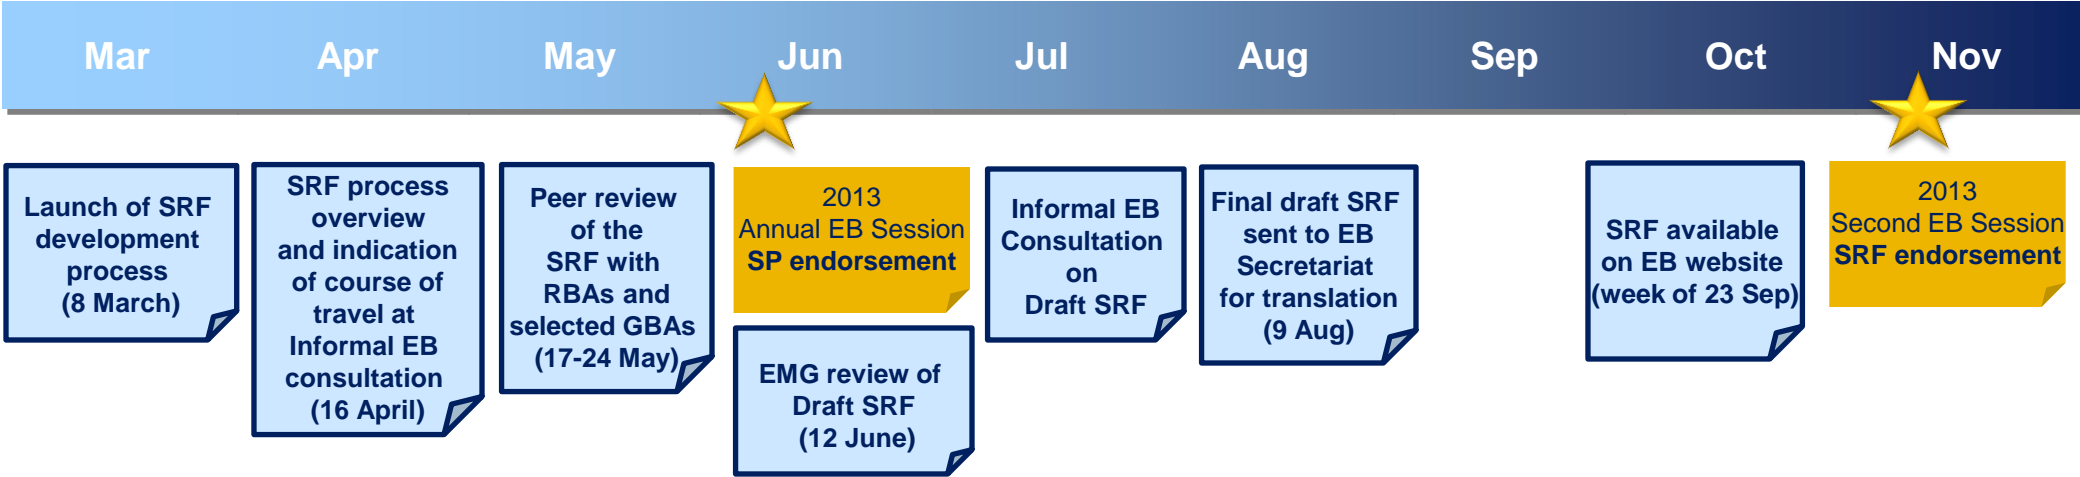 Mar
Apr
May
Jun
Jul
Aug
Sep
Oct
Nov
Launch of SRF
development
process
(8 March)
SRF process
overview
and indication
of course of
travel at
Informal EB
consultation
(16 April)
Peer review
of the
SRF with
RBAs and
selected GBAs
(17-24 May)
2013
Annual EB Session
SP endorsement
EMG review of
Draft SRF
(12 June)
Informal EB
Consultation
on
Draft SRF
Final draft SRF
sent to EB
Secretariat
for translation
(9 Aug)
SRF available
on EB website
(week of 23 Sep)
2013
Second EB Session
SRF endorsement